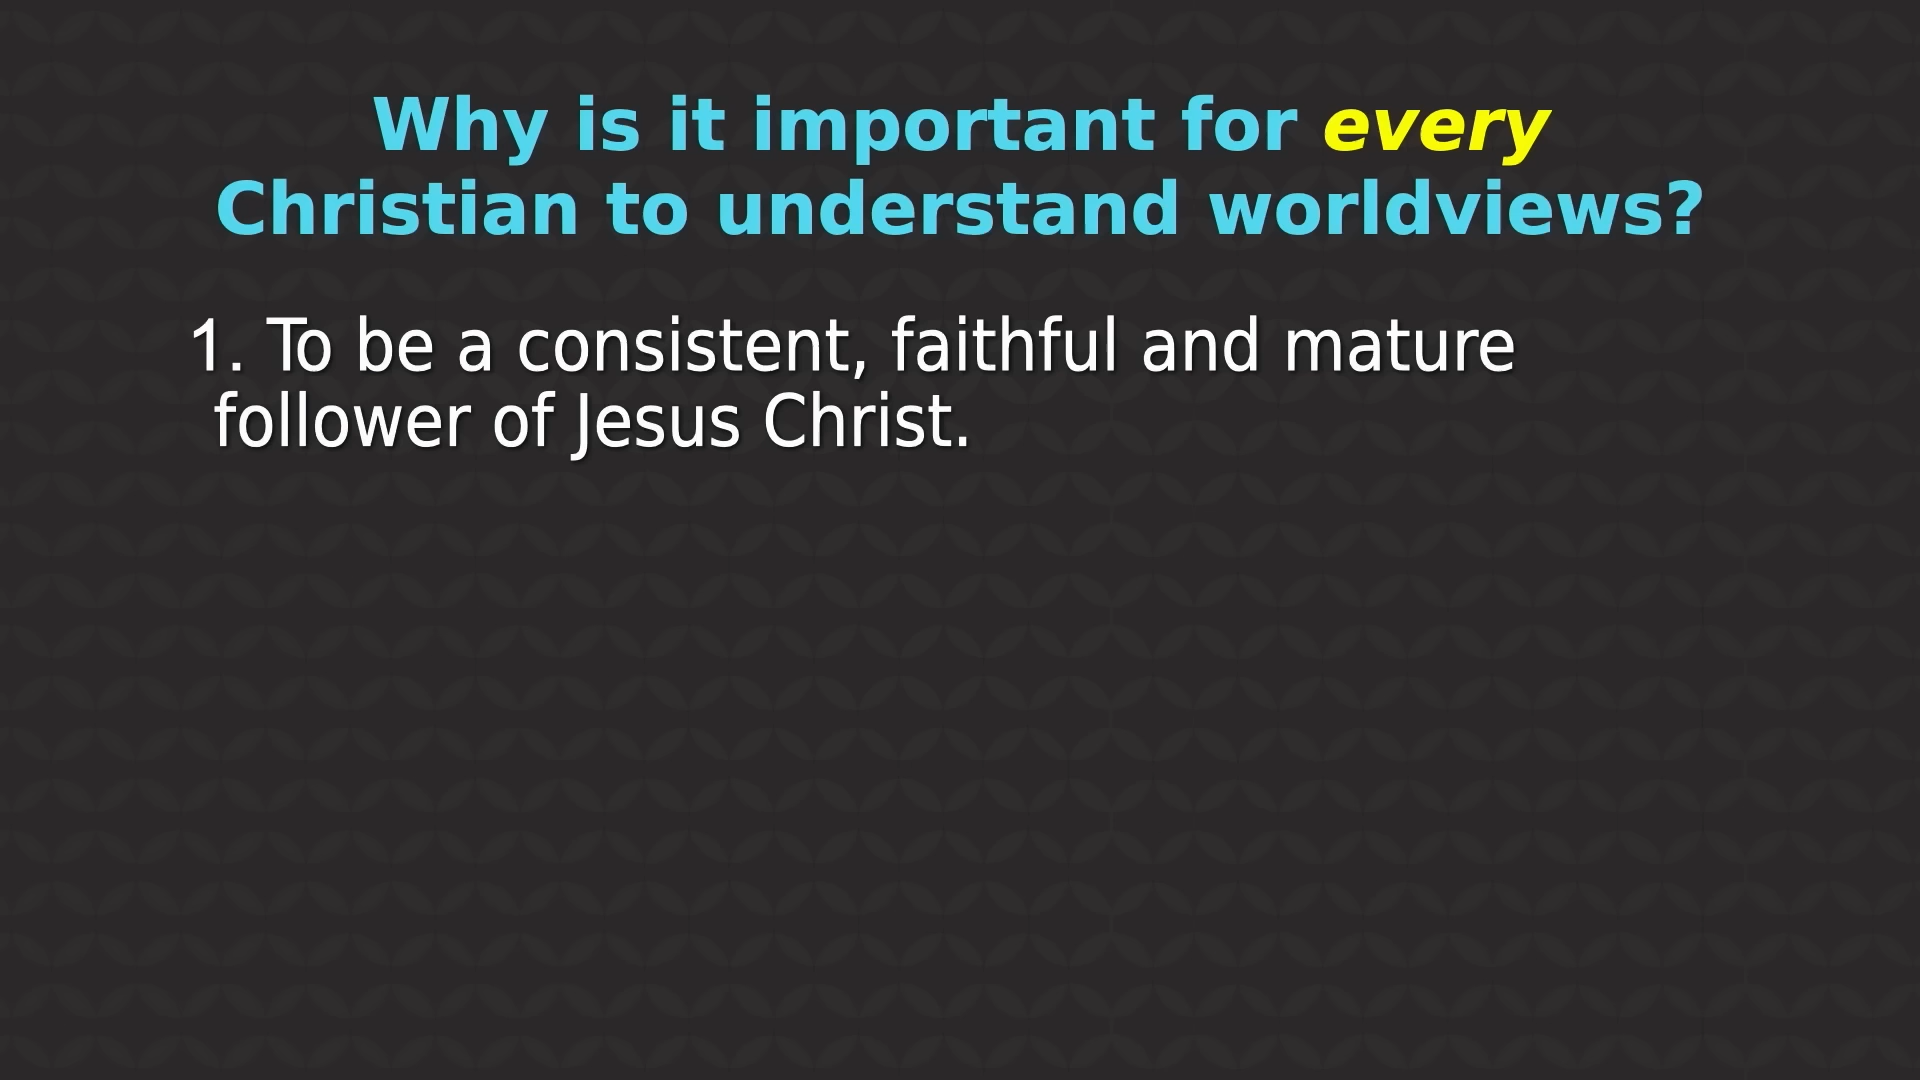 Why is it important for every
Christian to understand worldviews?
1. To be a consistent, faithful and mature
follower of Jesus Christ.